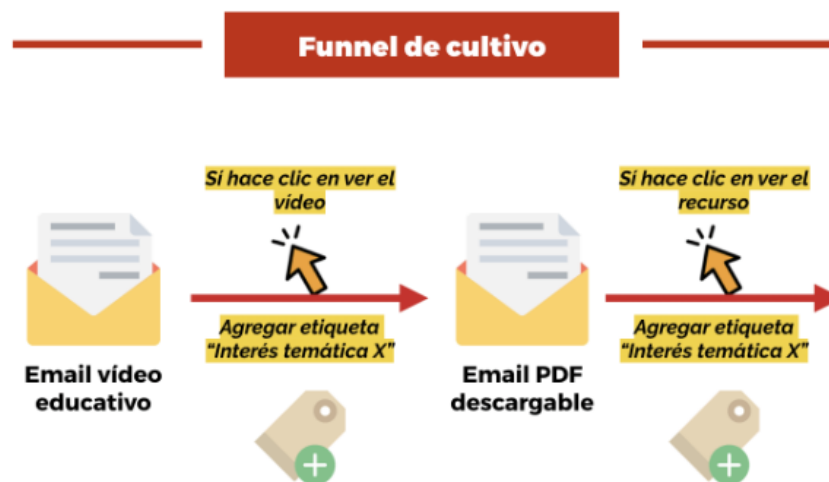 Funnel de cultivo
Sí hace clic en ver el
vídeo
Sí hace clic en ver el
recurso
Agregar etiqueta
“Interés temática X”
Agregar etiqueta
“Interés temática X”
Email vídeo
educativo
Email PDF
descargable